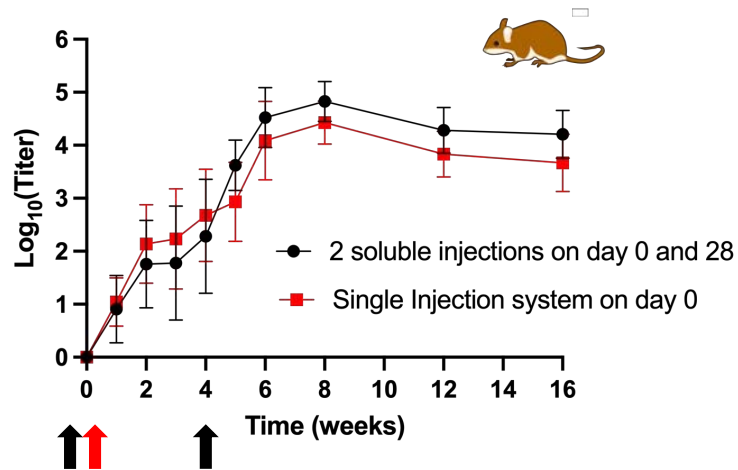 6
5
4
3
2
1
0
Log10(Titer)
2 soluble injections on day 0 and 28
Single Injection system on day 0
0 2 4 6 8 10 12 14 16
Time (weeks)